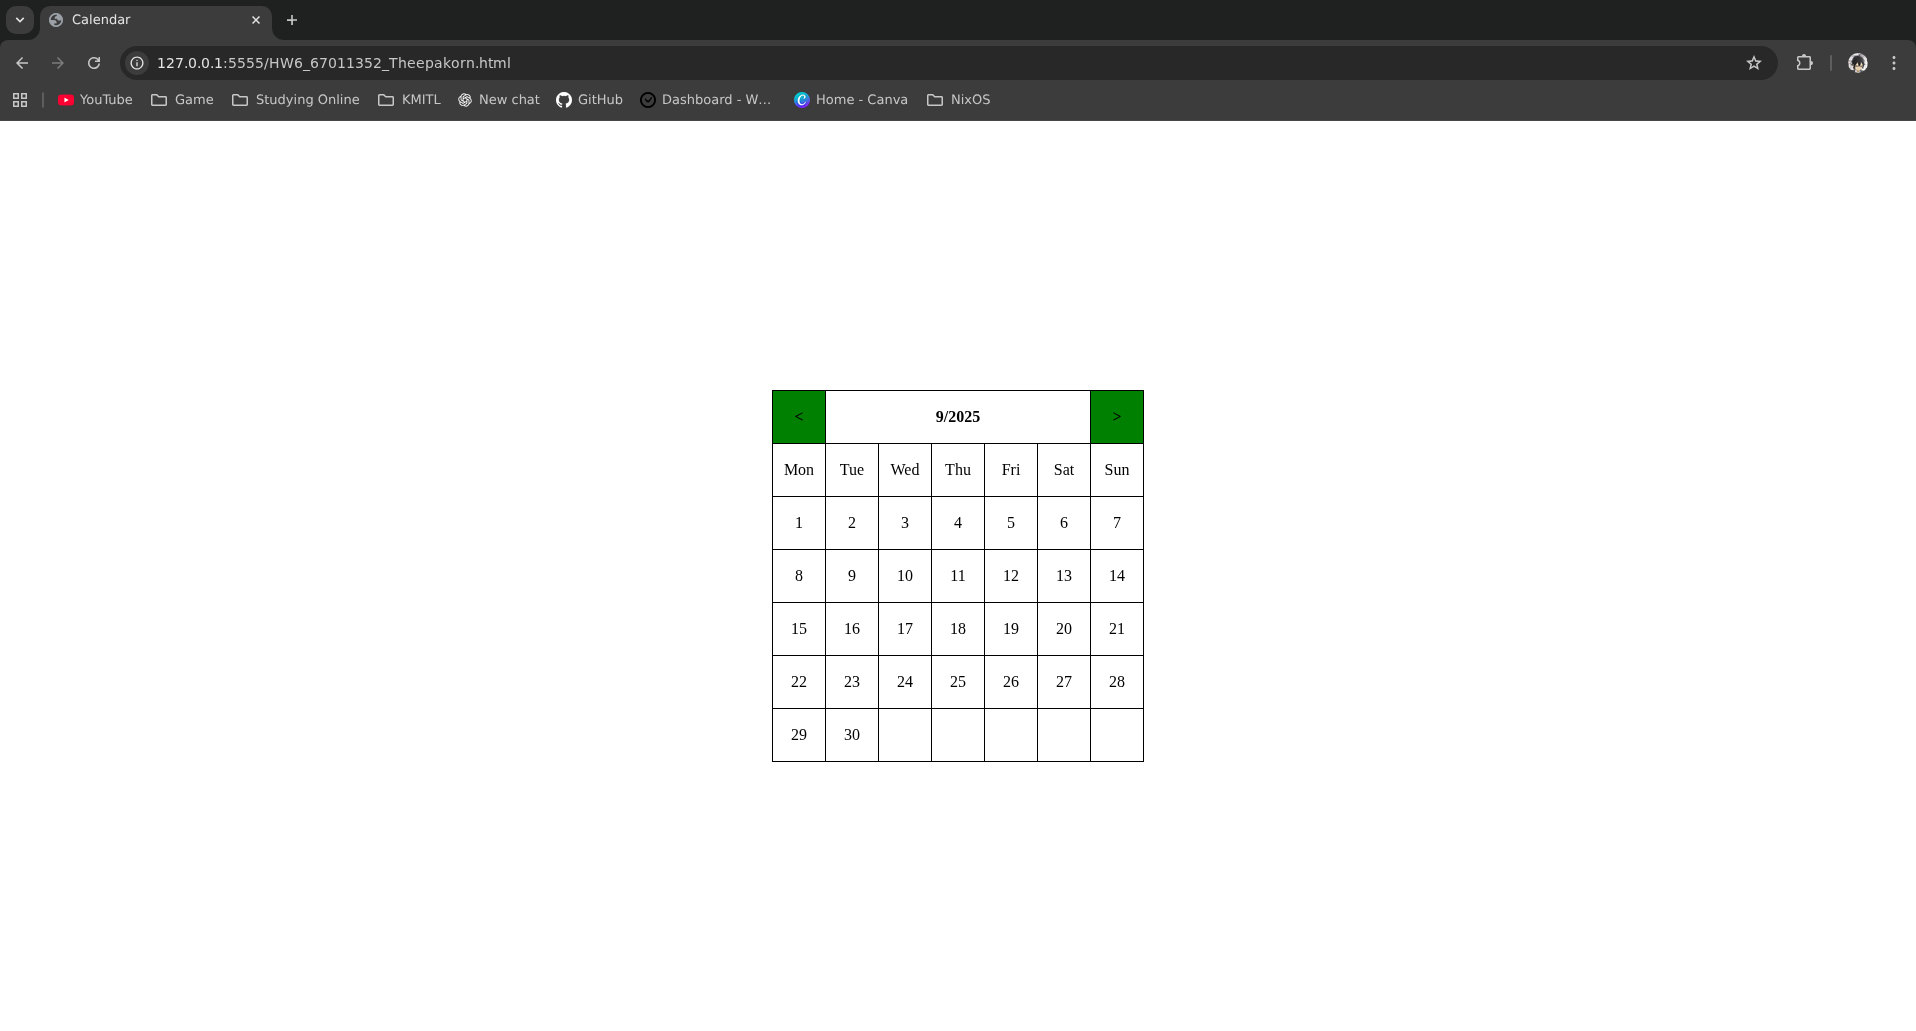 Calendar
127.0.0.1:5555/HW6_67011352_Theepakorn.html
YouTube Game Studying Online KMITL New chat GitHub Dashboard - W... Home - Canva NixOS
< 9/2025 >
Mon Tue Wed Thu Fri Sat Sun
1 2 3 4 5 6 7
8 9 10 11 12 13 14
15 16 17 18 19 20 21
22 23 24 25 26 27 28
29 30